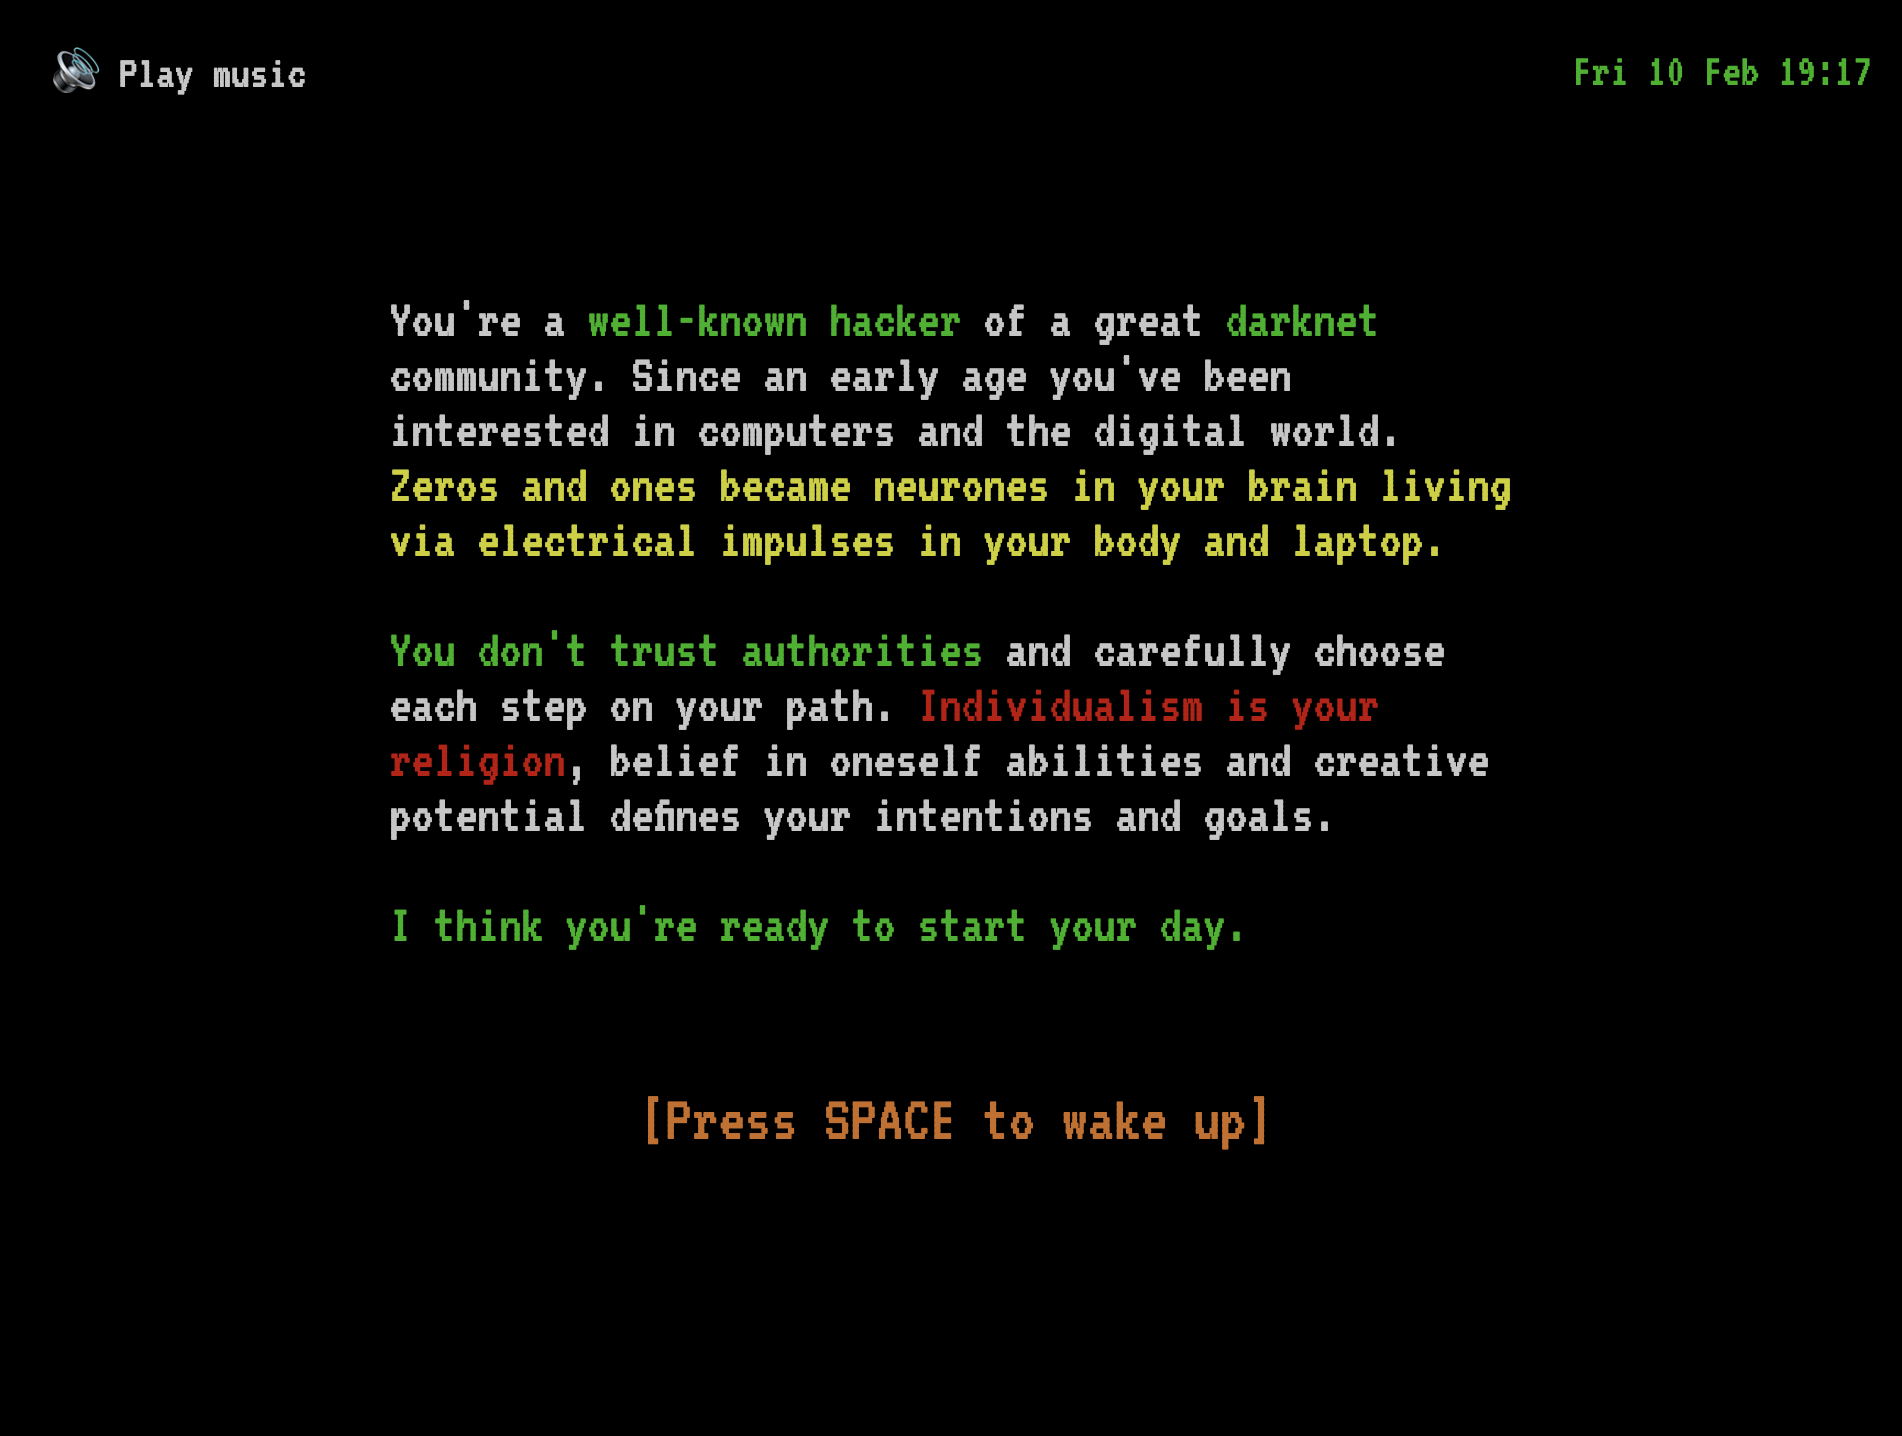 Play music
Fri 10 Feb 19:17
You're a well-known hacker of a great darknet
community. Since an early age you've been
interested in computers and the digital world.
Zeros and ones became neurones in your brain living
via electrical impulses in your body and laptop.
You don't trust authorities and carefully choose
each step on your path. Individualism is your
religion, belief in oneself abilities and creative
potential defines your intentions and goals.
I think you're ready to start your day.
[Press SPACE to wake up]